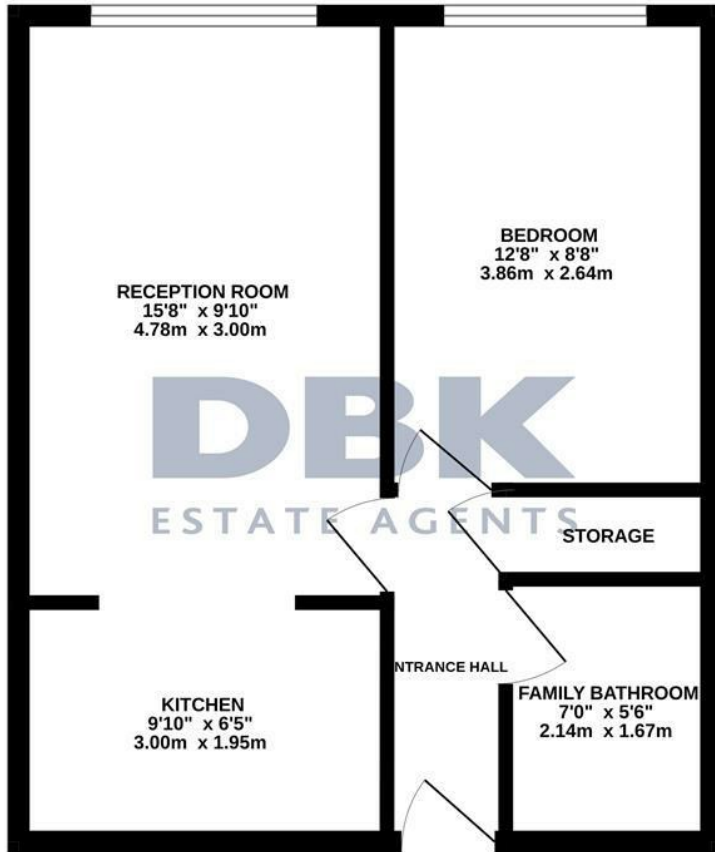 BEDROOM
12'8" x 8'8"
3.86m x 2.64m
RECEPTION ROOM
15'8" x 9'10"
4.78m x 3.00m
DBK
ESTATE AGENTS
STORAGE
NTRANCE HALL
KITCHEN
9'10" x 6'5"
3.00m x 1.95m
FAMILY BATHROOM
7'0" x 5'6"
2.14m x 1.67m